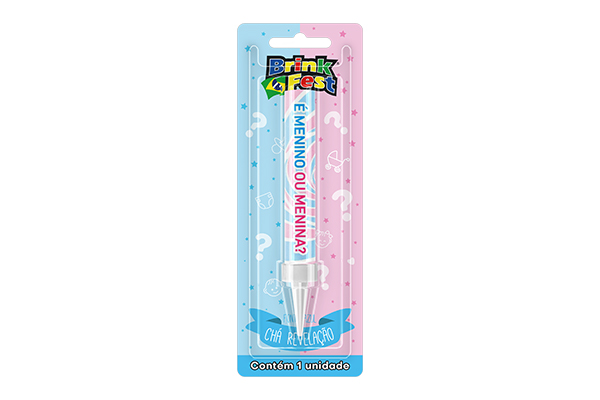 Brink
Fest
É MENINO OU MENINA?
CHÁ REVELAÇÃO
Contém 1 unidade